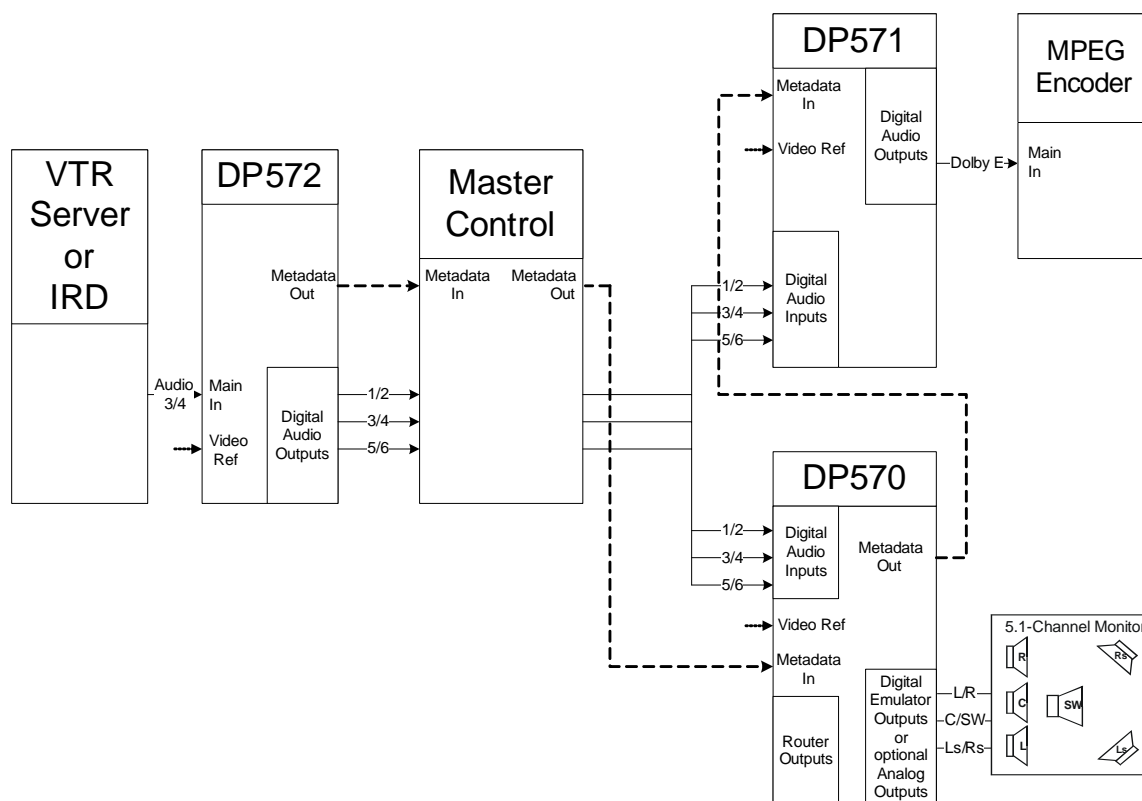 VTR
Server
or
IRD
Audio
3/4
DP572
Metadata
Out
Main
In
Video
Ref
Digital
Audio
Outputs
1/2
3/4
5/6
Master
Control
Metadata
In
Metadata
Out
DP571
Metadata
In
Video Ref
Digital
Audio
Outputs
1/2
3/4
5/6
Digital
Audio
Inputs
Dolby E
MPEG
Encoder
Main
In
DP570
1/2
3/4
5/6
Digital
Audio
Inputs
Metadata
Out
Video Ref
Metadata
In
Router
Outputs
Digital
Emulator
Outputs
or
optional
Analog
Outputs
L/R
C/SW
Ls/Rs
5.1-Channel Monitor
R
Rs
C
SW
L
Ls